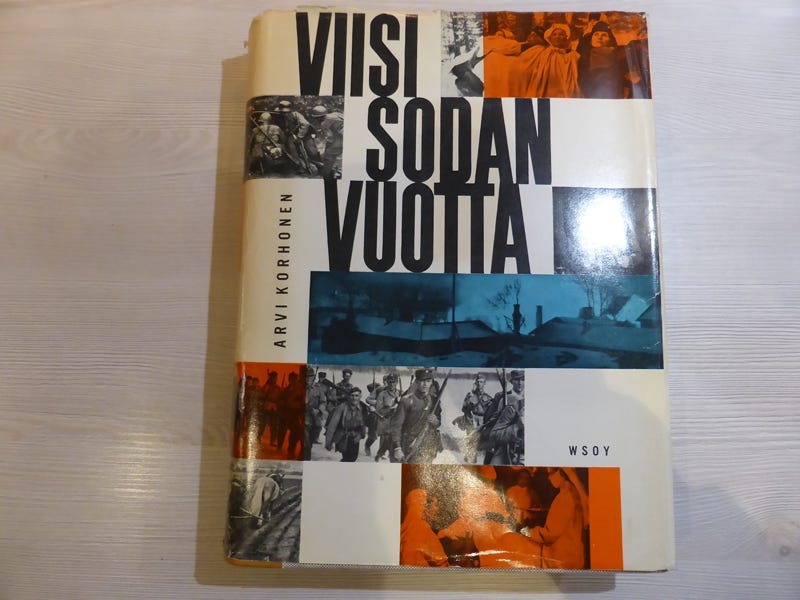 VIISI
SODAN
VUOTTA
ARVI KORHONEN
WSOY